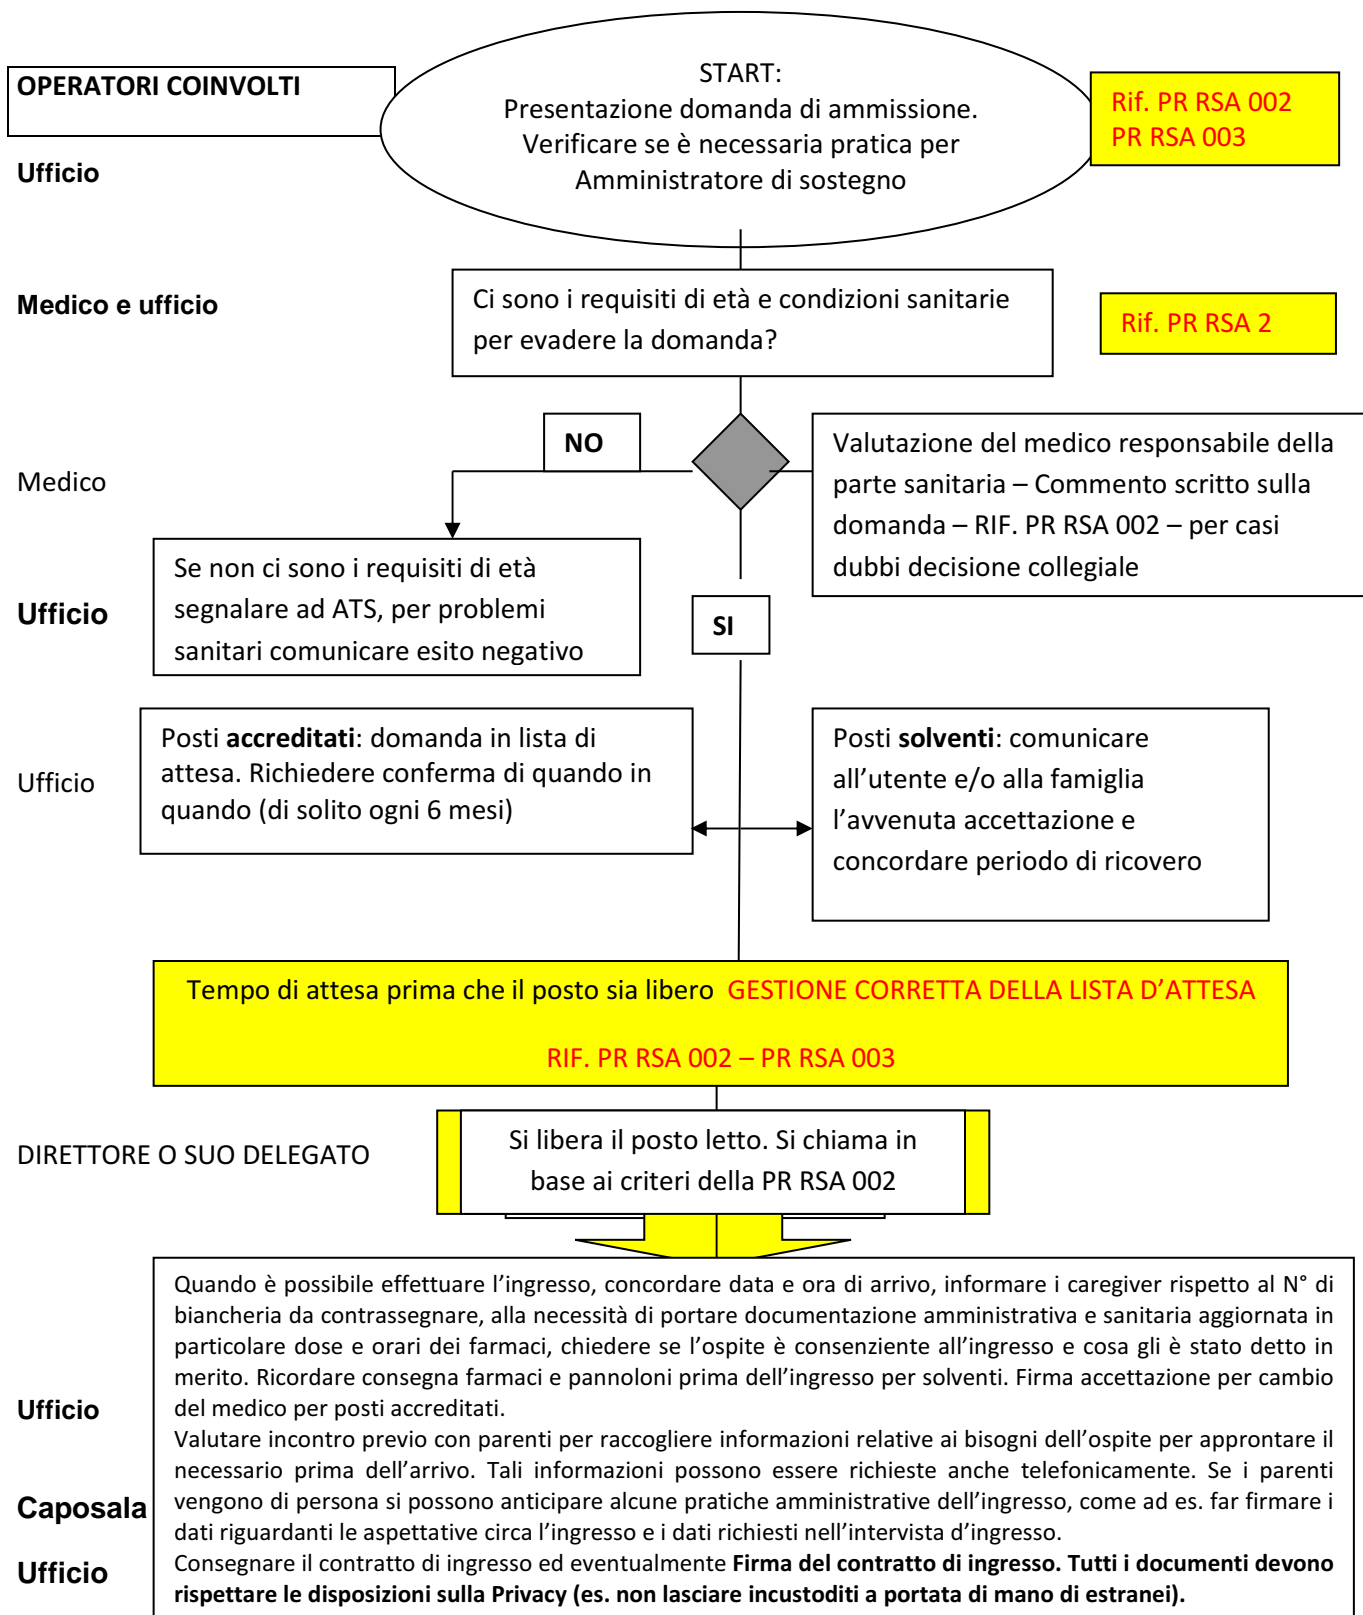 OPERATORI COINVOLTI
START:
Presentazione domanda di ammissione.
Verificare se è necessaria pratica per
Amministratore di sostegno
Rif. PR RSA 002
PR RSA 003
Ufficio
Medico e ufficio
Ci sono i requisiti di età e condizioni sanitarie
per evadere la domanda?
Rif. PR RSA 2
NO
Valutazione del medico responsabile della
parte sanitaria – Commento scritto sulla
domanda – RIF. PR RSA 002 – per casi
dubbi decisione collegiale
Medico
Se non ci sono i requisiti di età
segnalare ad ATS, per problemi
sanitari comunicare esito negativo
Ufficio
SI
Posti accreditati: domanda in lista di
attesa. Richiedere conferma di quando in
quando (di solito ogni 6 mesi)
Ufficio
Posti solventi: comunicare
all’utente e/o alla famiglia
l’avvenuta accettazione e
concordare periodo di ricovero
Tempo di attesa prima che il posto sia libero GESTIONE CORRETTA DELLA LISTA D’ATTESA
RIF. PR RSA 002 – PR RSA 003
DIRETTORE O SUO DELEGATO
Si libera il posto letto. Si chiama in
base ai criteri della PR RSA 002
Quando è possibile effettuare l’ingresso, concordare data e ora di arrivo, informare i caregiver rispetto al N° di
biancheria da contrassegnare, alla necessità di portare documentazione amministrativa e sanitaria aggiornata in
particolare dose e orari dei farmaci, chiedere se l’ospite è consenziente all’ingresso e cosa gli è stato detto in
merito. Ricordare consegna farmaci e pannoloni prima dell’ingresso per solventi. Firma accettazione per cambio
del medico per posti accreditati.
Ufficio
Valutare incontro previo con parenti per raccogliere informazioni relative ai bisogni dell’ospite per approntare il
necessario prima dell’arrivo. Tali informazioni possono essere richieste anche telefonicamente. Se i parenti
vengono di persona si possono anticipare alcune pratiche amministrative dell’ingresso, come ad es. far firmare i
dati riguardanti le aspettative circa l’ingresso e i dati richiesti nell’intervista d’ingresso.
Caposala
Consegnare il contratto di ingresso ed eventualmente Firma del contratto di ingresso. Tutti i documenti devono
rispettare le disposizioni sulla Privacy (es. non lasciare incustoditi a portata di mano di estranei).
Ufficio